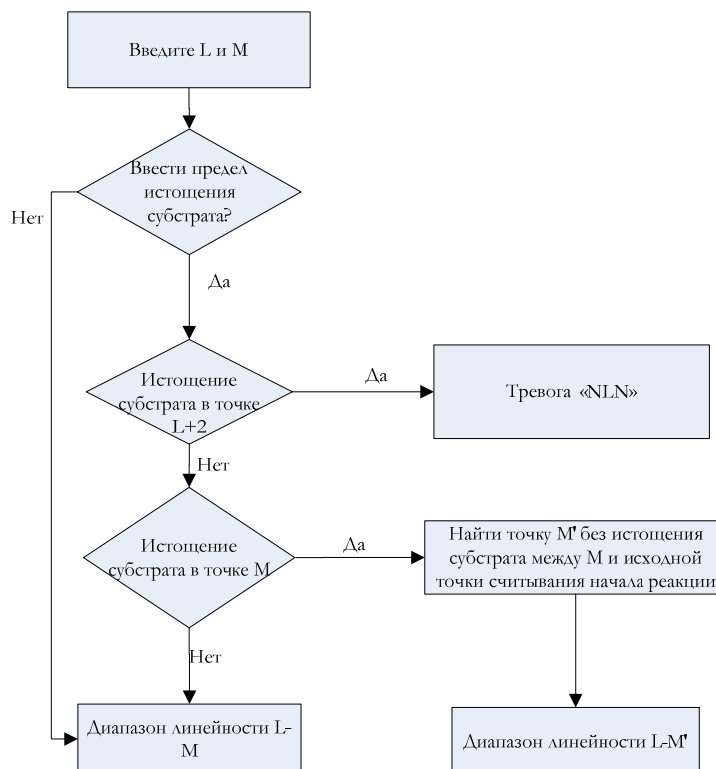 Введите L и M
Ввести предел
истощения
субстрата?
Нет
Да
Истощение
субстрата в точке
L+2
Да
Тревога «NLN»
Нет
Истощение
субстрата в точке M
Да
Найти точку M' без истощения
субстрата между M и исходной
точки считывания начала реакции
Нет
Диапазон линейности L-
M
Диапазон линейности L-M'